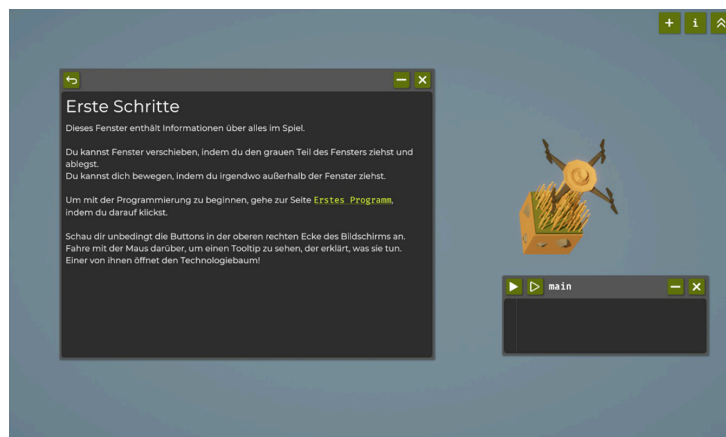 Erste Schritte
Dieses Fenster enthält Informationen über alles im Spiel.
Du kannst Fenster verschieben, indem du den grauen Teil des Fensters ziehst und
ablegst.
Du kannst dich bewegen, indem du irgendwo außerhalb der Fenster ziehst.
Um mit der Programmierung zu beginnen, gehe zur Seite Erstes Programm,
indem du darauf klickst.
Schau dir unbedingt die Buttons in der oberen rechten Ecke des Bildschirms an.
Fahre mit der Maus darüber, um einen Tooltip zu sehen, der erklärt, was sie tun.
Einer von ihnen öffnet den Technologiebaum!
main